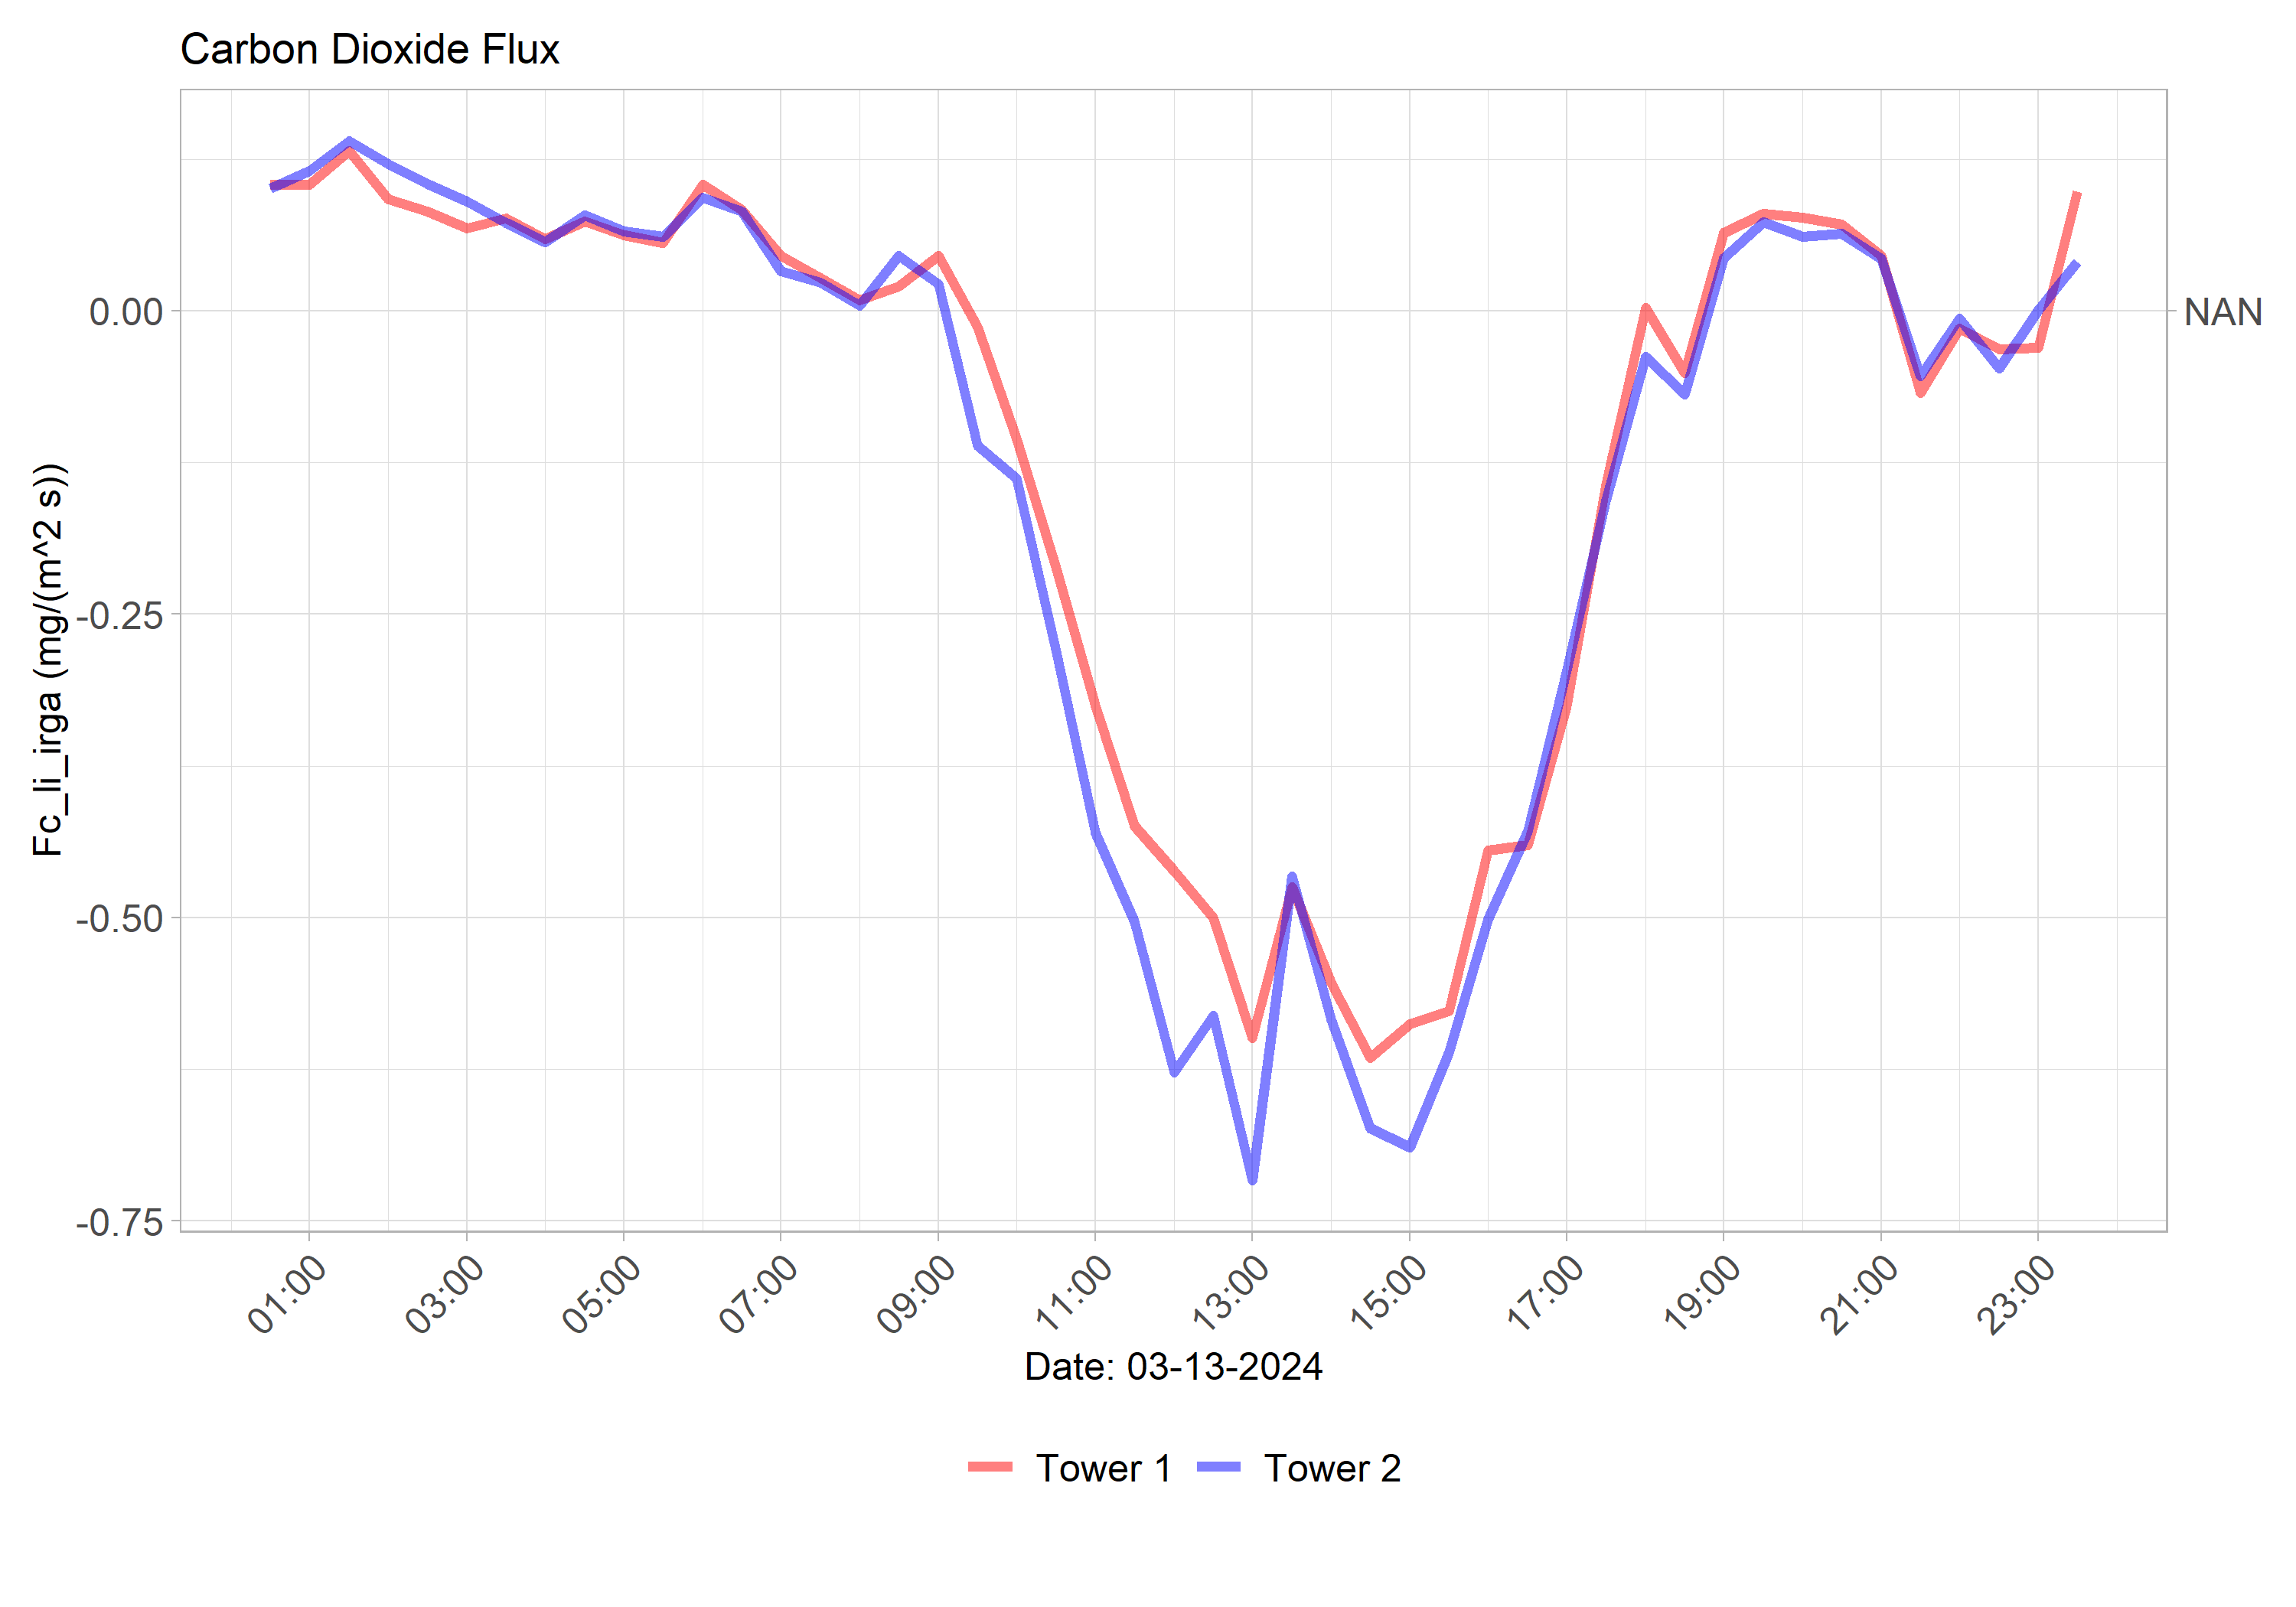 Carbon Dioxide Flux
Fc_li_irga (mg/(m^2 s))
0.00
-0.25
-0.50
-0.75
NAN
01:00
03:00
05:00
07:00
09:00
11:00
13:00
15:00
17:00
19:00
21:00
23:00
Date: 03-13-2024
Tower 1
Tower 2